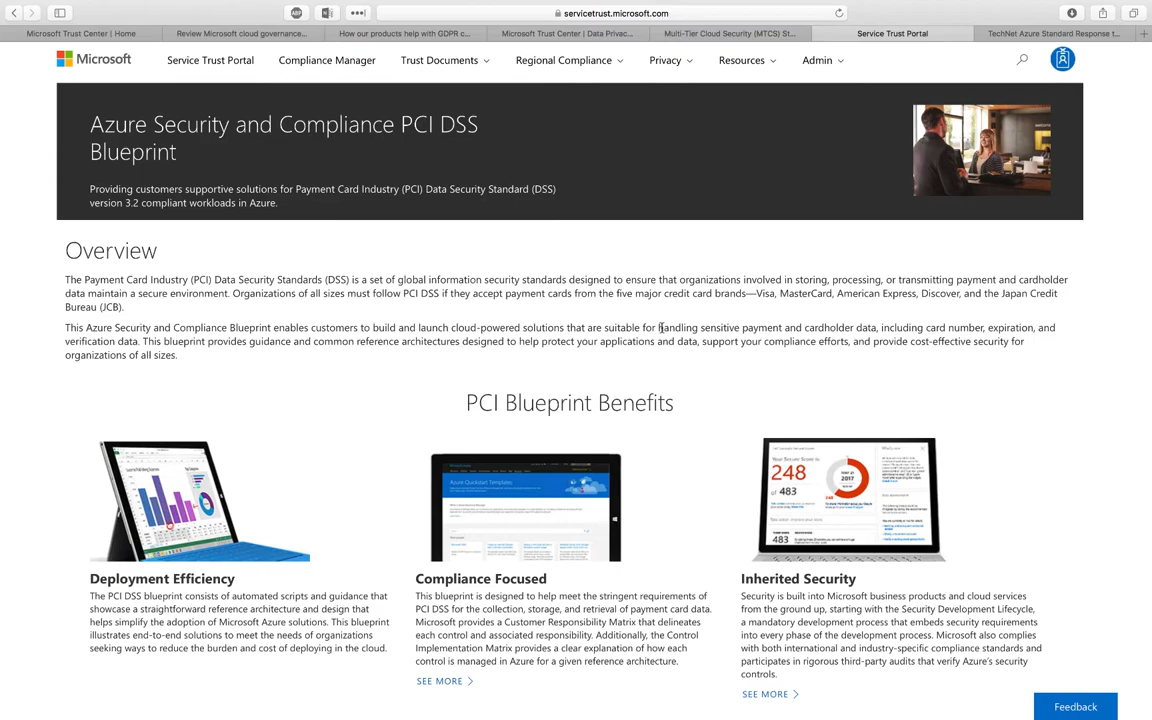 servicetrust.microsoft.com
Microsoft Trust Center | Home
Review Microsoft cloud governance...
How our products help with GDPR c...
Microsoft Trust Center | Data Privac...
Multi-Tier Cloud Security (MTCS) St...
Service Trust Portal
TechNet Azure Standard Response t...
ABP
Microsoft
Service Trust Portal
Compliance Manager
Trust Documents
Regional Compliance
Privacy
Resources
Admin
Azure Security and Compliance PCI DSS
Blueprint
Providing customers supportive solutions for Payment Card Industry (PCI) Data Security Standard (DSS)
version 3.2 compliant workloads in Azure.
Overview
The Payment Card Industry (PCI) Data Security Standards (DSS) is a set of global information security standards designed to ensure that organizations involved in storing, processing, or transmitting payment and cardholder
data maintain a secure environment. Organizations of all sizes must follow PCI DSS if they accept payment cards from the five major credit card brands—Visa, MasterCard, American Express, Discover, and the Japan Credit
Bureau (JCB).
This Azure Security and Compliance Blueprint enables customers to build and launch cloud-powered solutions that are suitable for handling sensitive payment and cardholder data, including card number, expiration, and
verification data. This blueprint provides guidance and common reference architectures designed to help protect your applications and data, support your compliance efforts, and provide cost-effective security for
organizations of all sizes.
PCI Blueprint Benefits
Azure Quickstart Templates
Your Secure Score is
248
of 483
2017
483
Deployment Efficiency
The PCI DSS blueprint consists of automated scripts and guidance that
showcase a straightforward reference architecture and design that
helps simplify the adoption of Microsoft Azure solutions. This blueprint
illustrates end-to-end solutions to meet the needs of organizations
seeking ways to reduce the burden and cost of deploying in the cloud.
Compliance Focused
This blueprint is designed to help meet the stringent requirements of
PCI DSS for the collection, storage, and retrieval of payment card data.
Microsoft provides a Customer Responsibility Matrix that delineates
each control and associated responsibility. Additionally, the Control
Implementation Matrix provides a clear explanation of how each
control is managed in Azure for a given reference architecture.
SEE MORE
Inherited Security
Security is built into Microsoft business products and cloud services
from the ground up, starting with the Security Development Lifecycle,
a mandatory development process that embeds security requirements
into every phase of the development process. Microsoft also complies
with both international and industry-specific compliance standards and
participates in rigorous third-party audits that verify Azure's security
controls.
SEE MORE
Feedback